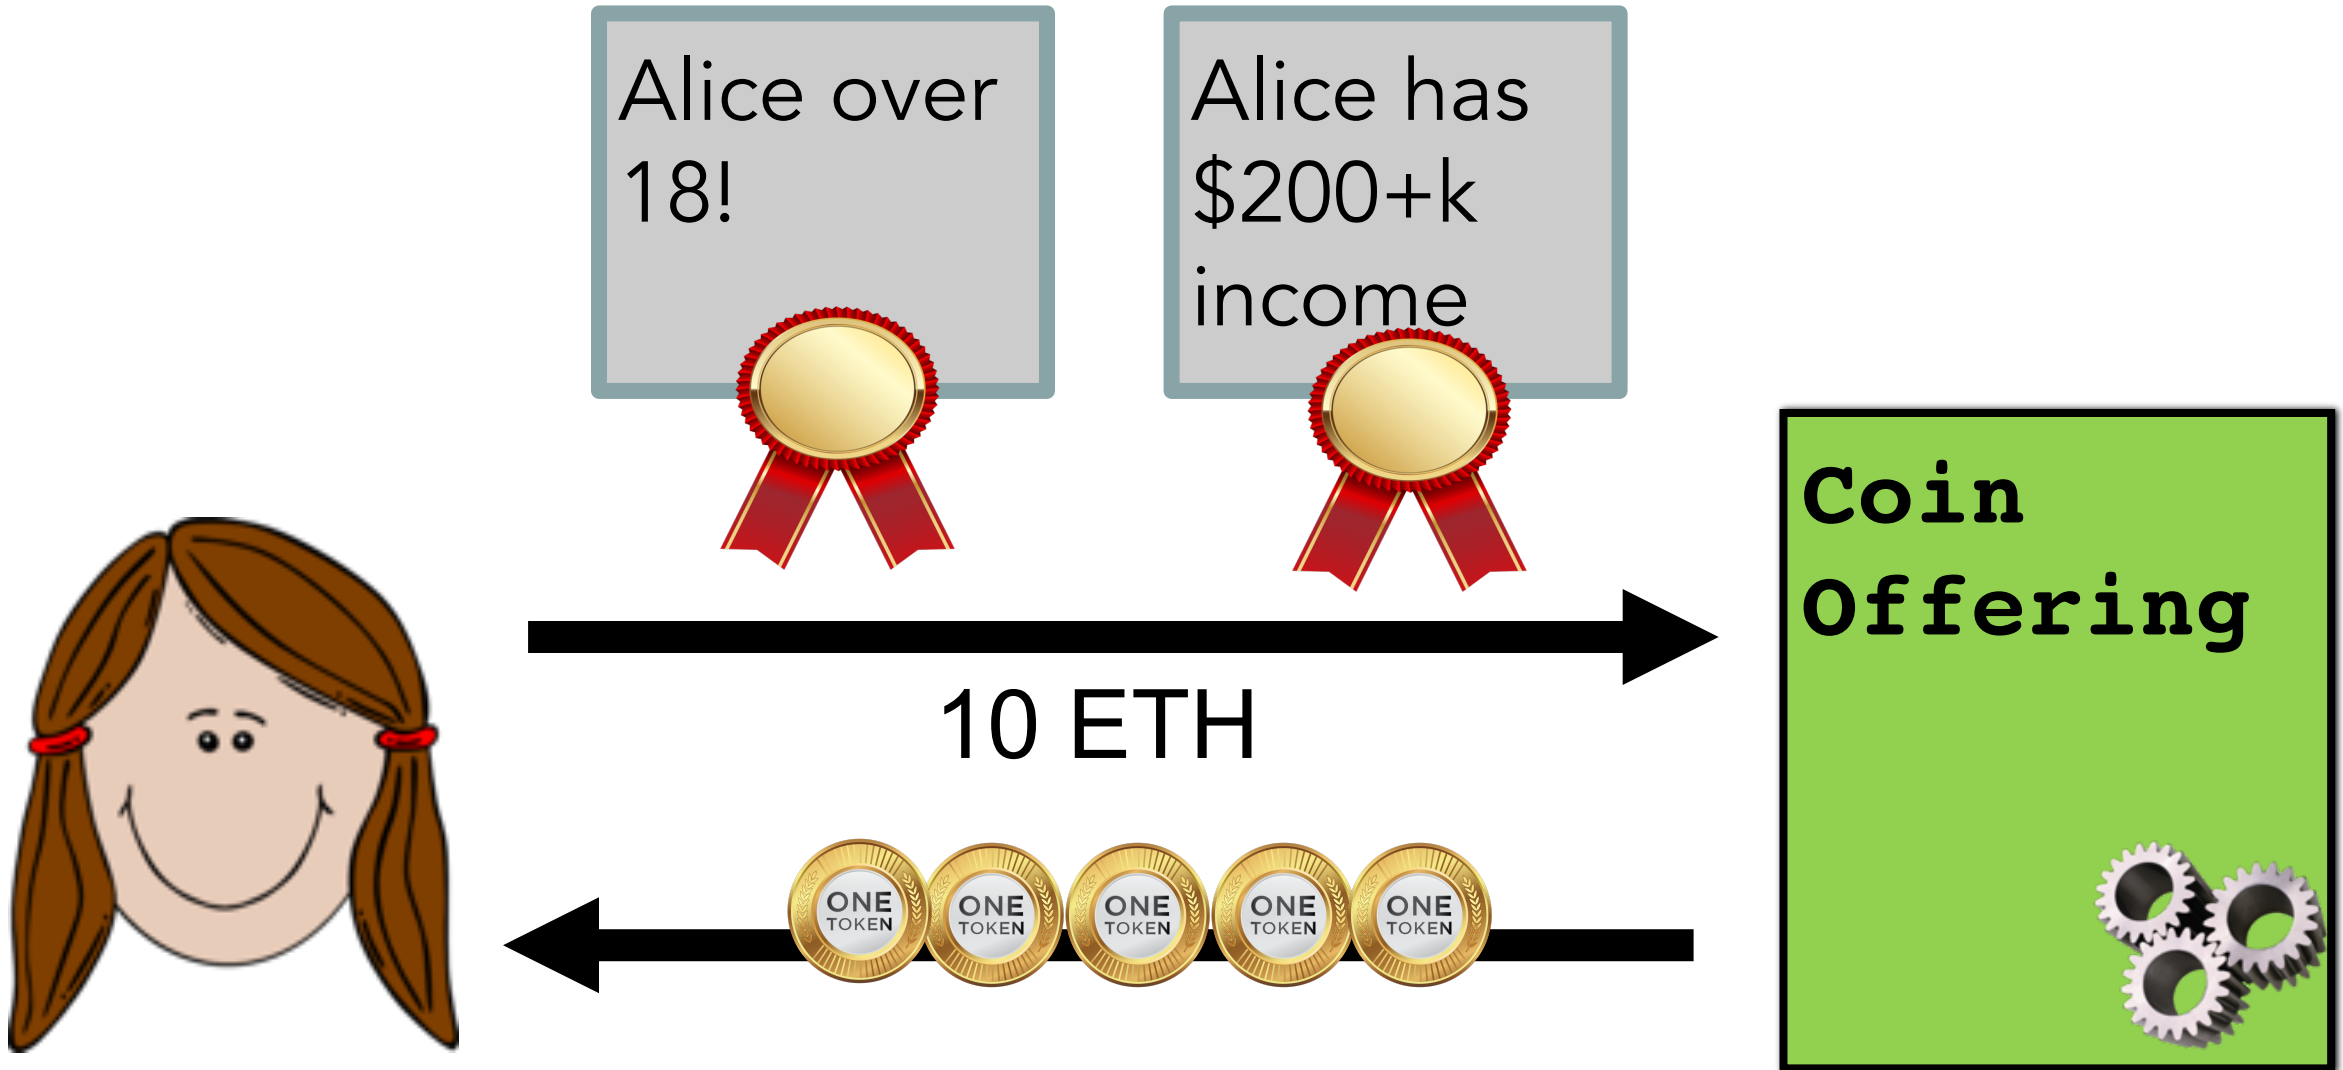 Alice over
18!
Alice has
$200+k
income
Coin
Offering
10 ETH
ONE
TOKEN
ONE
TOKEN
ONE
TOKEN
ONE
TOKEN
ONE
TOKEN